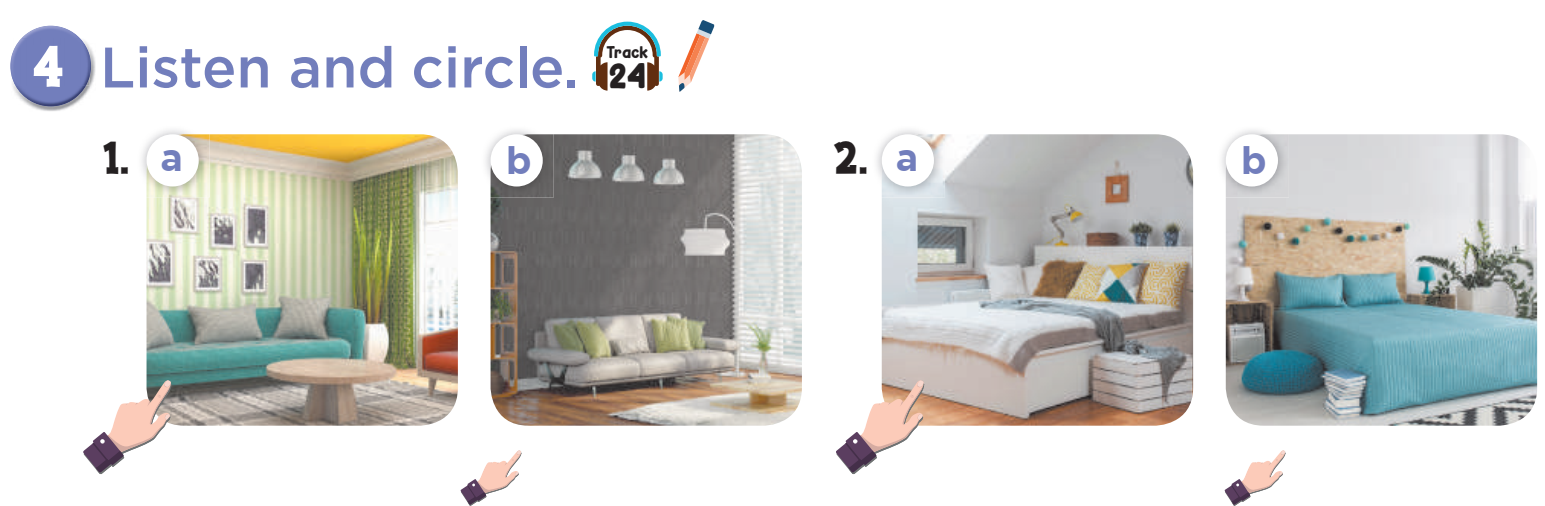 4 Listen and circle. Track 24
1. a b 2. a b